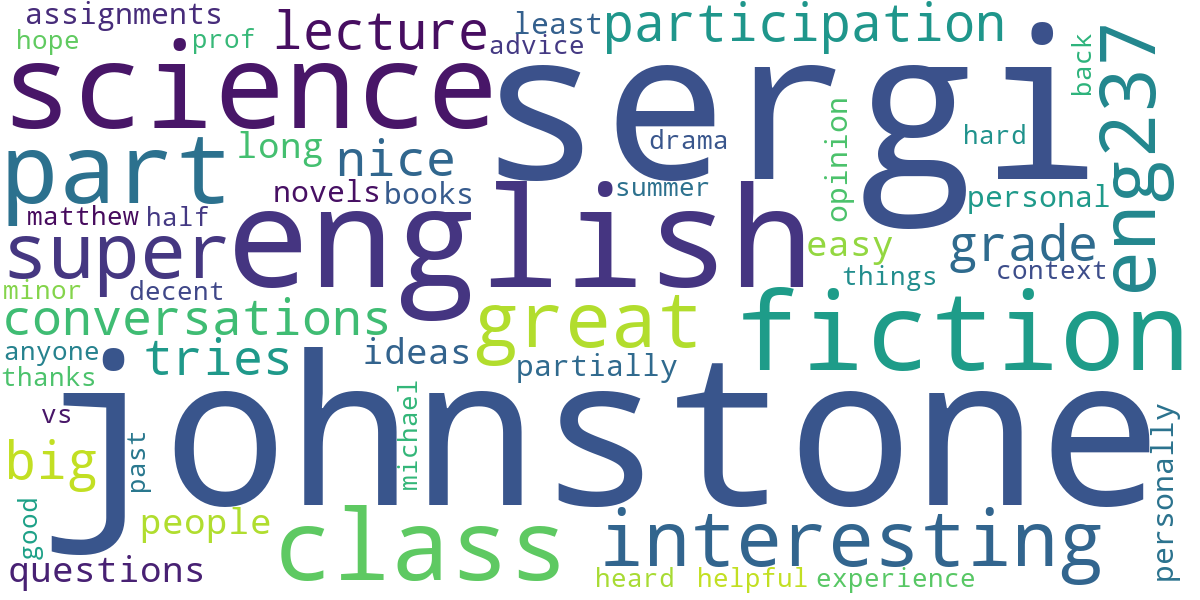 assignments
hope
prof
lecture
least
advice
participation
science
sergi
eng237
back
part
long
nice
drama
opinion
hard
novels
books
summer
personal
matthew
half
super
english
easy
grade
things
context
minor
decent
conversations
great
fiction
anyone
thanks
tries
ideas
partially
vs
johnstone
michael
past
big
personally
good
people
class
interesting
questions
heard
helpful
experience